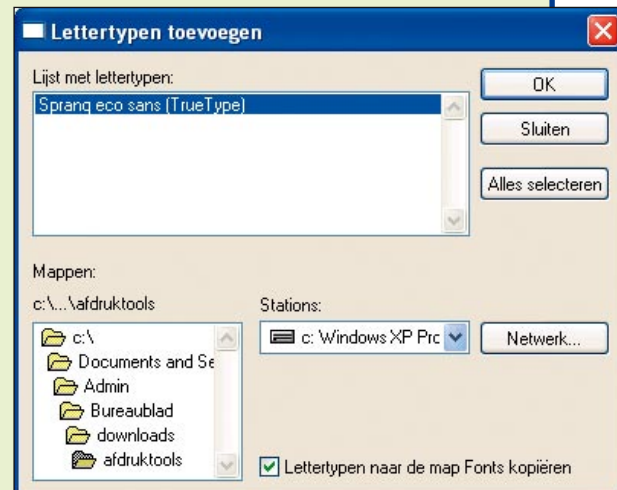 Lettertypen toevoegen
Lijst met lettertypen:
Spranq eco sans (TrueType)
OK
Sluiten
Alles selecteren
Mappen:
c:\...\afdruktools
c:\
Documents and Se
Admin
Bureaublad
downloads
afdruktools
Stations:
c: Windows XP Prc
Netwerk...
Lettertypen naar de map Fonts kopiëren